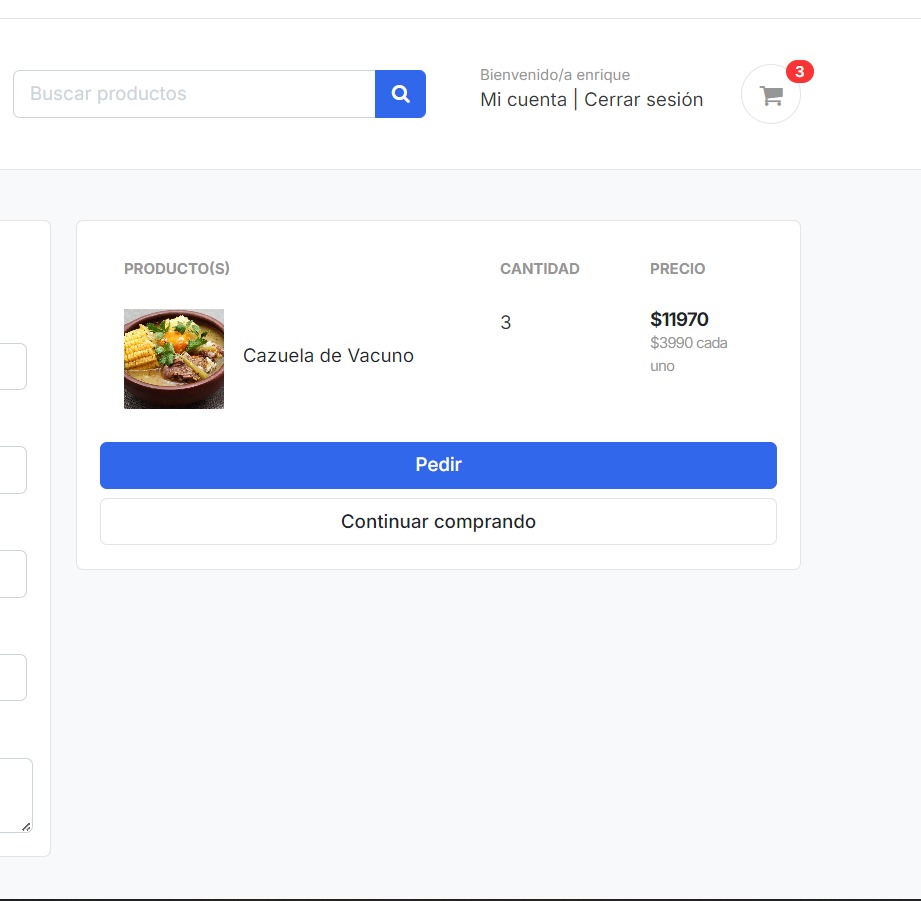 Buscar productos
Bienvenido/a enrique
Mi cuenta | Cerrar sesión
3
PRODUCTO(S) CANTIDAD PRECIO
Cazuela de Vacuno
3
$11970
$3990 cada
uno
Pedir
Continuar comprando